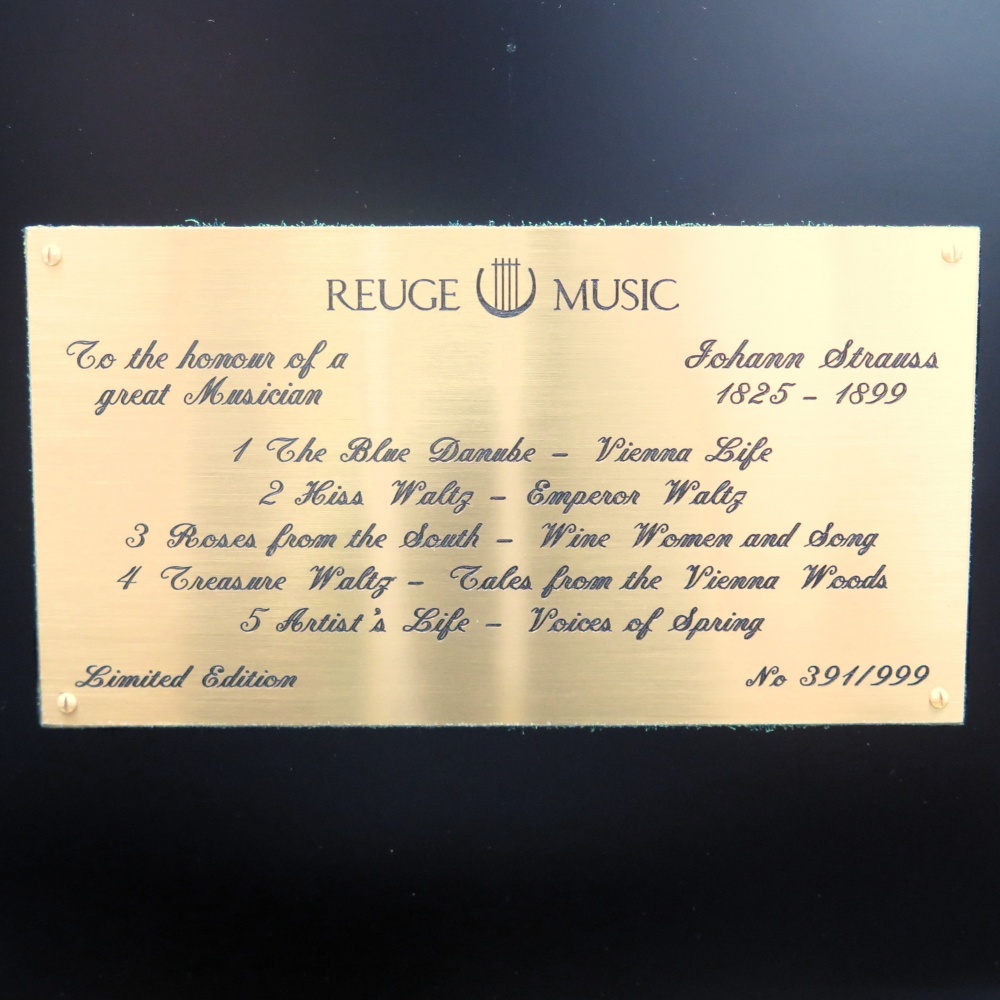 REUGE MUSIC
To the honour of a
great Musician
Johann Strauss
1825 - 1899
1 The Blue Danube - Vienna Life
2 Kiss Waltz - Emperor Waltz
3 Roses from the South - Wine Women and Song
4 Treasure Waltz - Tales from the Vienna Woods
5 Artist's Life - Voices of Spring
Limited Edition
No 391/999